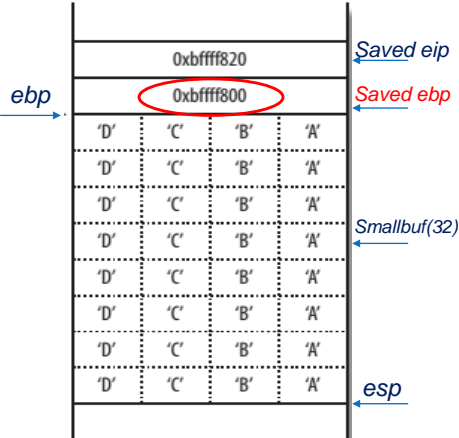 0xbffff820 Saved eip
ebp 0xbffff800 Saved ebp
‘D’ ‘C’ ‘B’ ‘A’
‘D’ ‘C’ ‘B’ ‘A’
‘D’ ‘C’ ‘B’ ‘A’
‘D’ ‘C’ ‘B’ ‘A’ Smallbuf(32)
‘D’ ‘C’ ‘B’ ‘A’
‘D’ ‘C’ ‘B’ ‘A’
‘D’ ‘C’ ‘B’ ‘A’
‘D’ ‘C’ ‘B’ ‘A’ esp